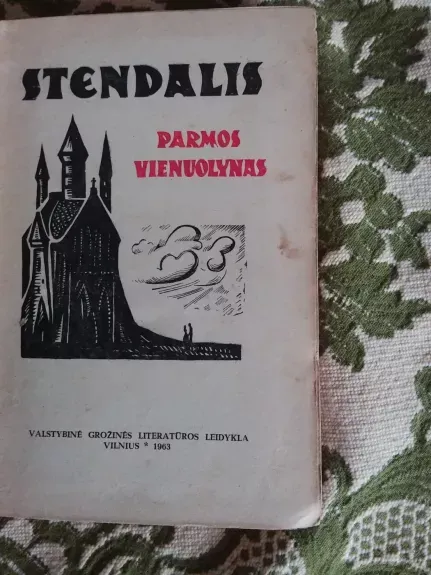 STENDALIS
PARMOS
VIENUOLYNAS
VALSTYBINĖ GROŽINĖS LITERATŪROS LEIDYKLA
VILNIUS * 1963